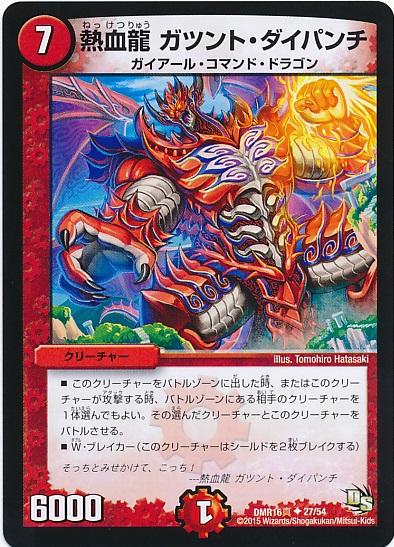 7
ねっけつりゅう
熱血龍 ガツント・ダイパンチ
ガイアール・コマンド・ドラゴン
クリーチャー
illus. Tomohiro Hatasaki
■ このクリーチャーをバトルゾーンに出した時、またはこのクリー
チャーが攻撃する時、バトルゾーンにある相手のクリーチャーを
1体選んでもよい。その選んだクリーチャーとこのクリーチャー
をバトルさせる。
■ W・ブレイカー(このクリーチャーはシールドを2枚ブレイクする)
そっちとみせかけて、こっち!
---熱血龍 ガツント・ダイパンチ
6000
1
DS
DMR16真 ◆ 27/54
©2015 Wizards/Shogakukan/Mitsui-Kids